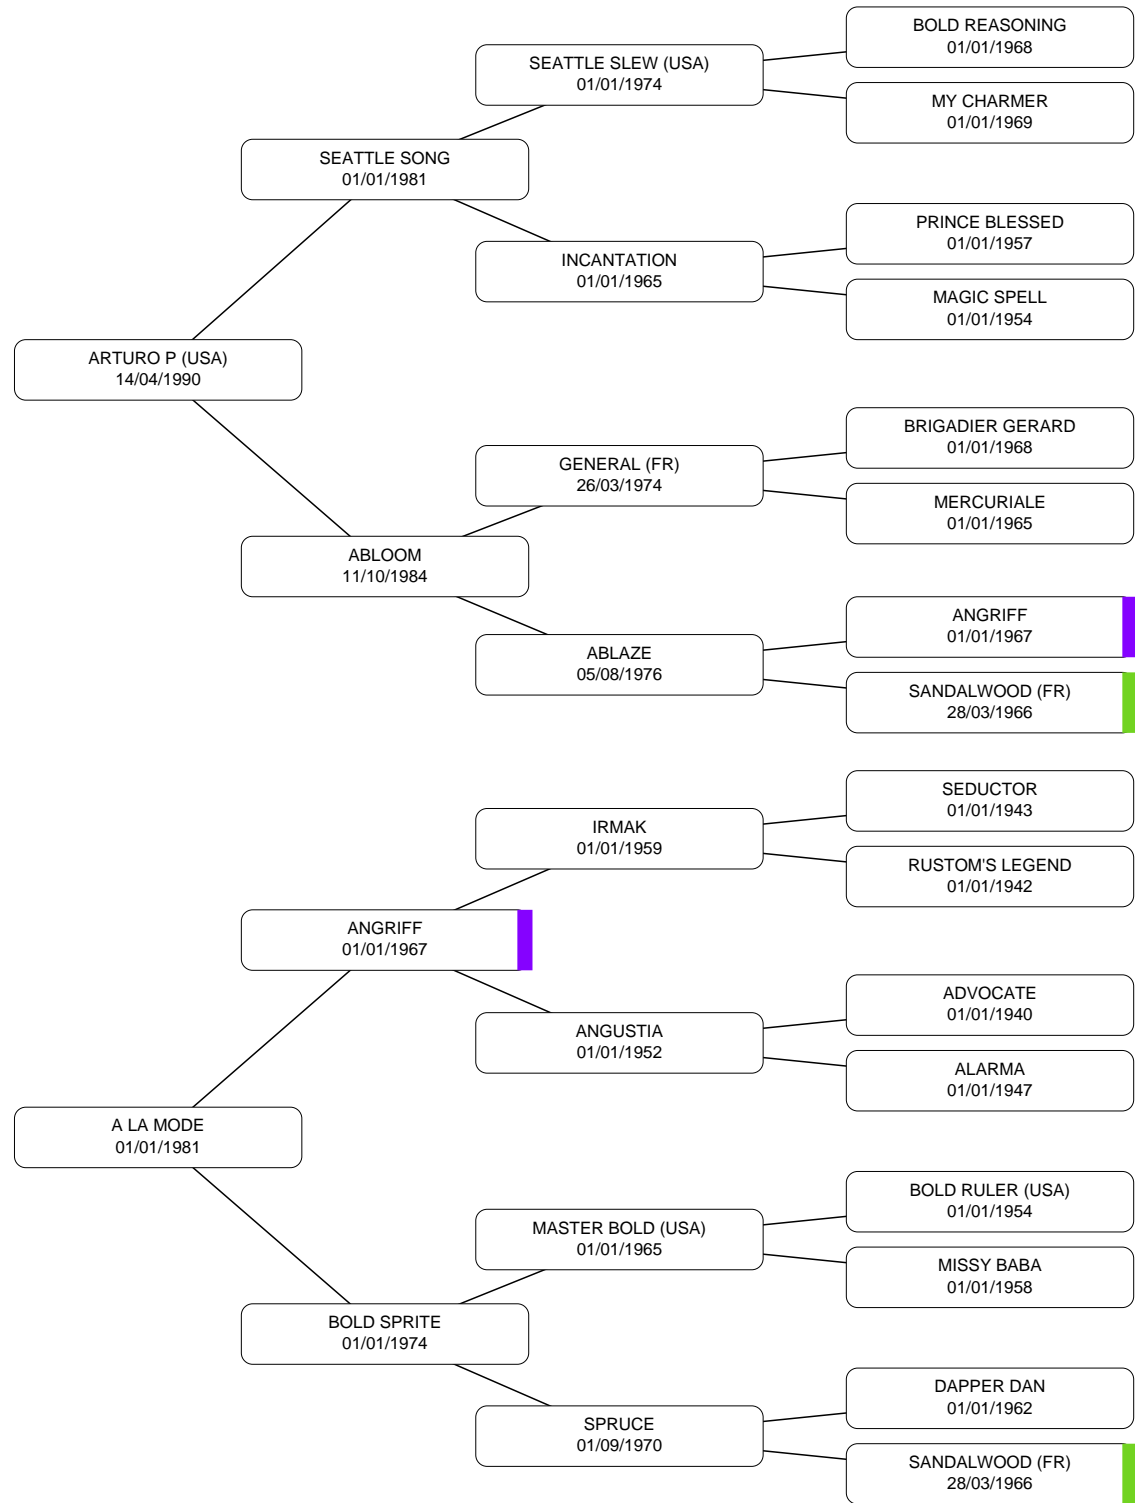 BOLD REASONING
01/01/1968
SEATTLE SLEW (USA)
01/01/1974
MY CHARMER
01/01/1969
SEATTLE SONG
01/01/1981
PRINCE BLESSED
01/01/1957
INCANTATION
01/01/1965
MAGIC SPELL
01/01/1954
ARTURO P (USA)
14/04/1990
BRIGADIER GERARD
01/01/1968
GENERAL (FR)
26/03/1974
MERCURIALE
01/01/1965
ABLOOM
11/10/1984
ANGRIFF
01/01/1967
ABLAZE
05/08/1976
SANDALWOOD (FR)
28/03/1966
SEDUCTOR
01/01/1943
IRMAK
01/01/1959
RUSTOM'S LEGEND
01/01/1942
ANGRIFF
01/01/1967
ADVOCATE
01/01/1940
ANGUSTIA
01/01/1952
ALARMA
01/01/1947
A LA MODE
01/01/1981
BOLD RULER (USA)
01/01/1954
MASTER BOLD (USA)
01/01/1965
MISSY BABA
01/01/1958
BOLD SPRITE
01/01/1974
DAPPER DAN
01/01/1962
SPRUCE
01/09/1970
SANDALWOOD (FR)
28/03/1966